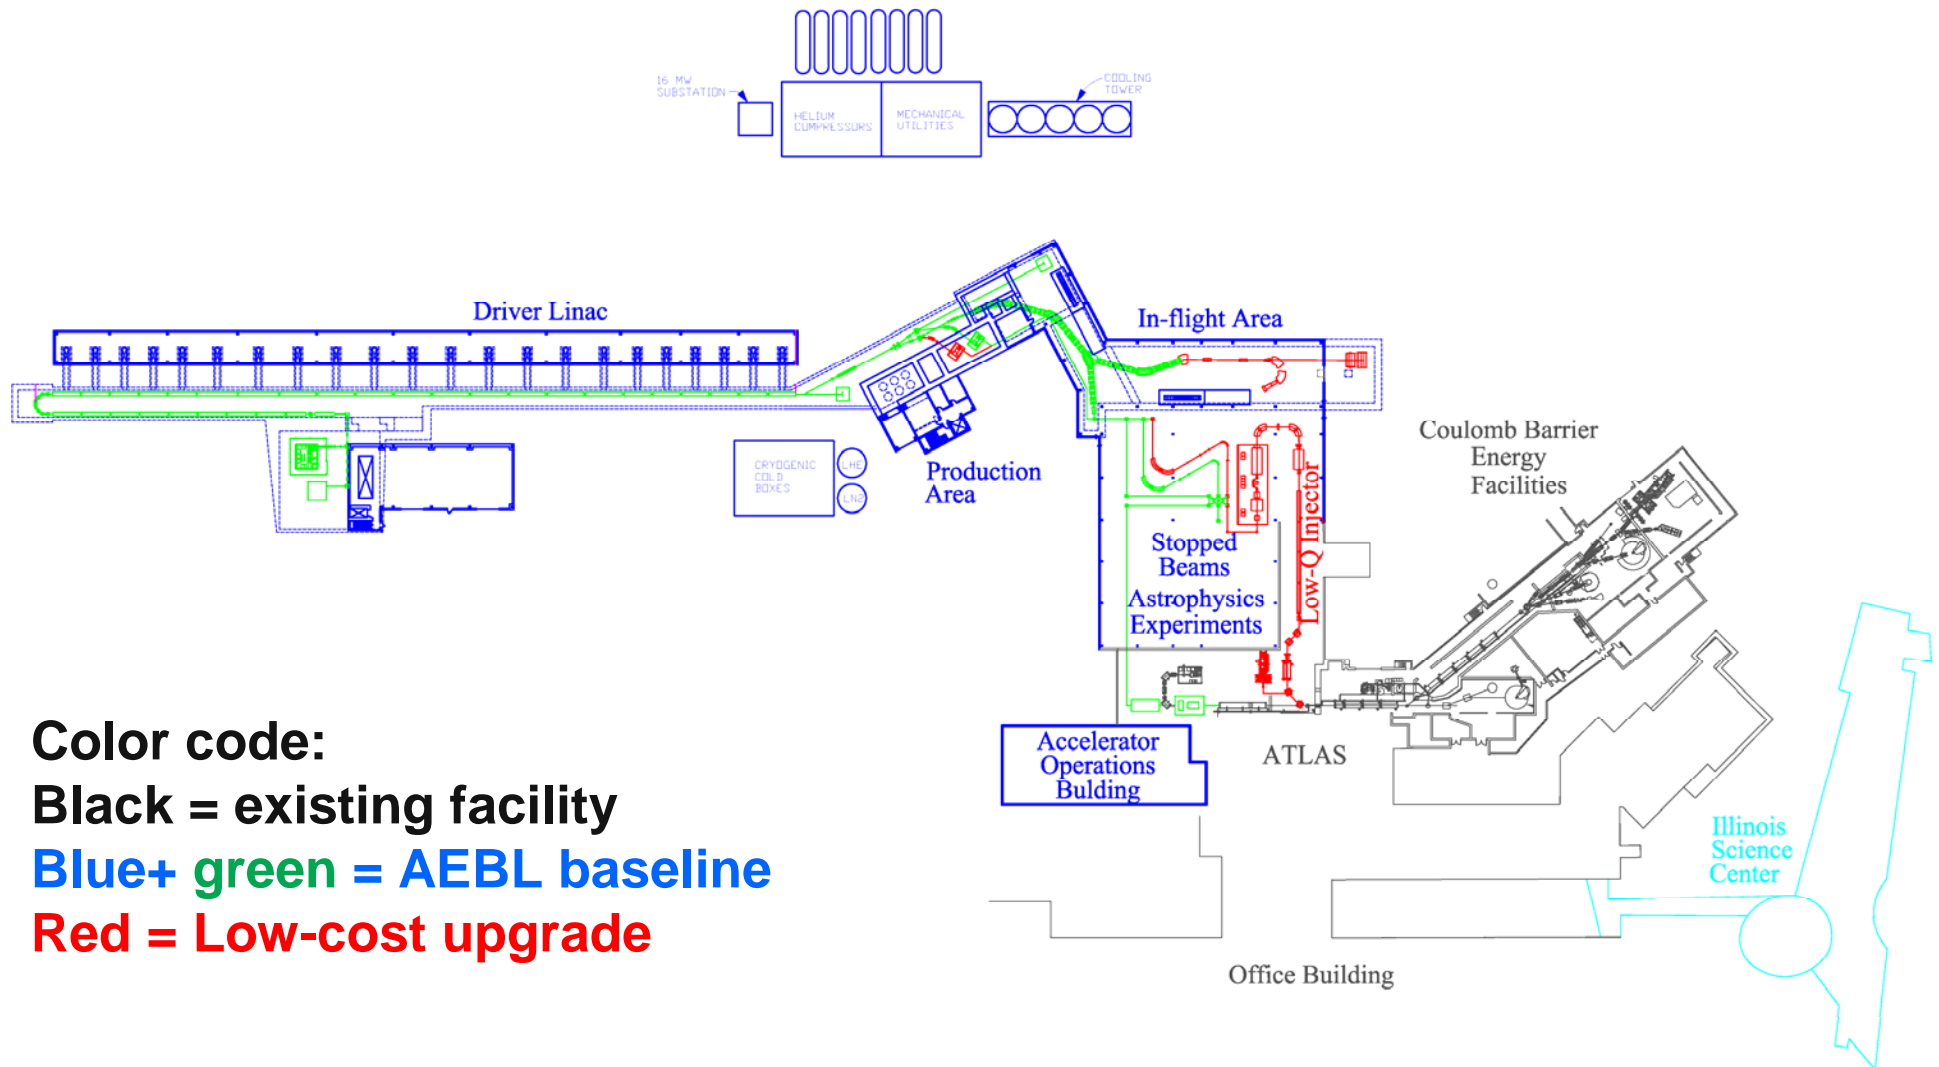 16 MW
SUBSTATION
HELIUM
COMPRESSORS
MECHANICAL
UTILITIES
COOLING
TOWER
Driver Linac
In-flight Area
CRYOGENIC
COLD
BOXES
LHE
LN2
Production
Area
Coulomb Barrier
Energy
Facilities
Low-Q Injector
Stopped
Beams
Astrophysics
Experiments
Accelerator
Operations
Bulding
ATLAS
Illinois
Science
Center
Office Building
Color code:
Black = existing facility
Blue+ green = AEBL baseline
Red = Low-cost upgrade